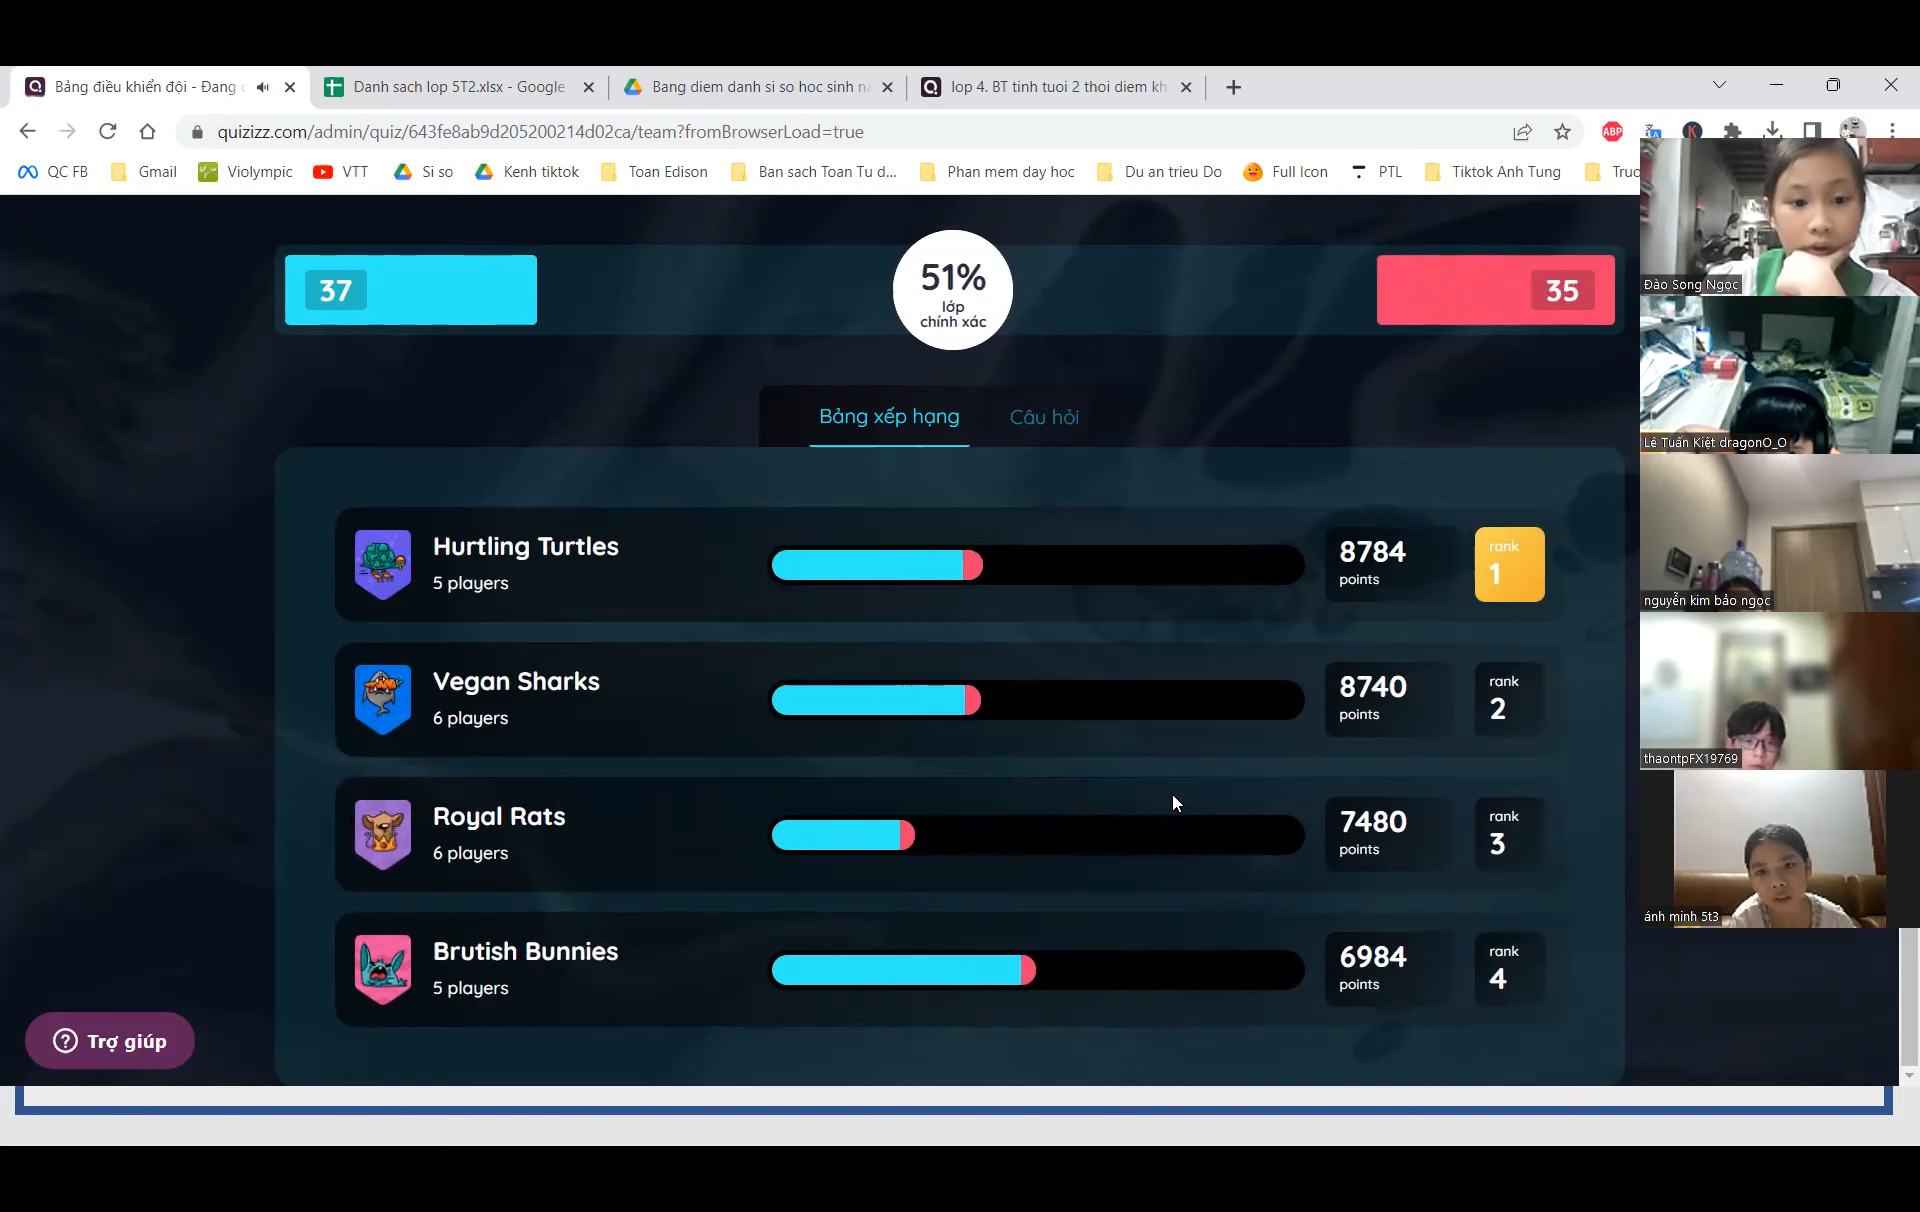 Bảng điều khiển đội - Đang
Danh sach lop 5T2.xlsx - Google
Bang diem danh si so hoc sinh
lop 4. BT tinh tuoi 2 thoi diem kh
quizizz.com/admin/quiz/643fe8ab9d205200214d02ca/team?fromBrowserLoad=true
ABP
K
QC FB
Gmail
Violympic
VTT
Si so
Kenh tiktok
Toan Edison
Ban sach Toan Tu d...
Phan mem day hoc
Du an trieu Do
Full Icon
PTL
Tiktok Anh Tung
Truo
37
51%
lớp
chính xác
35
Bảng xếp hạng
Câu hỏi
Hurtling Turtles
5 players
8784
points
rank
1
Vegan Sharks
6 players
8740
points
rank
2
Royal Rats
6 players
7480
points
rank
3
Brutish Bunnies
5 players
6984
points
rank
4
Trợ giúp
Đào Song Ngọc
Lê Tuấn Kiệt dragonO_O
nguyễn kim bảo ngọc
thaontpFX19769
ánh minh 5t3